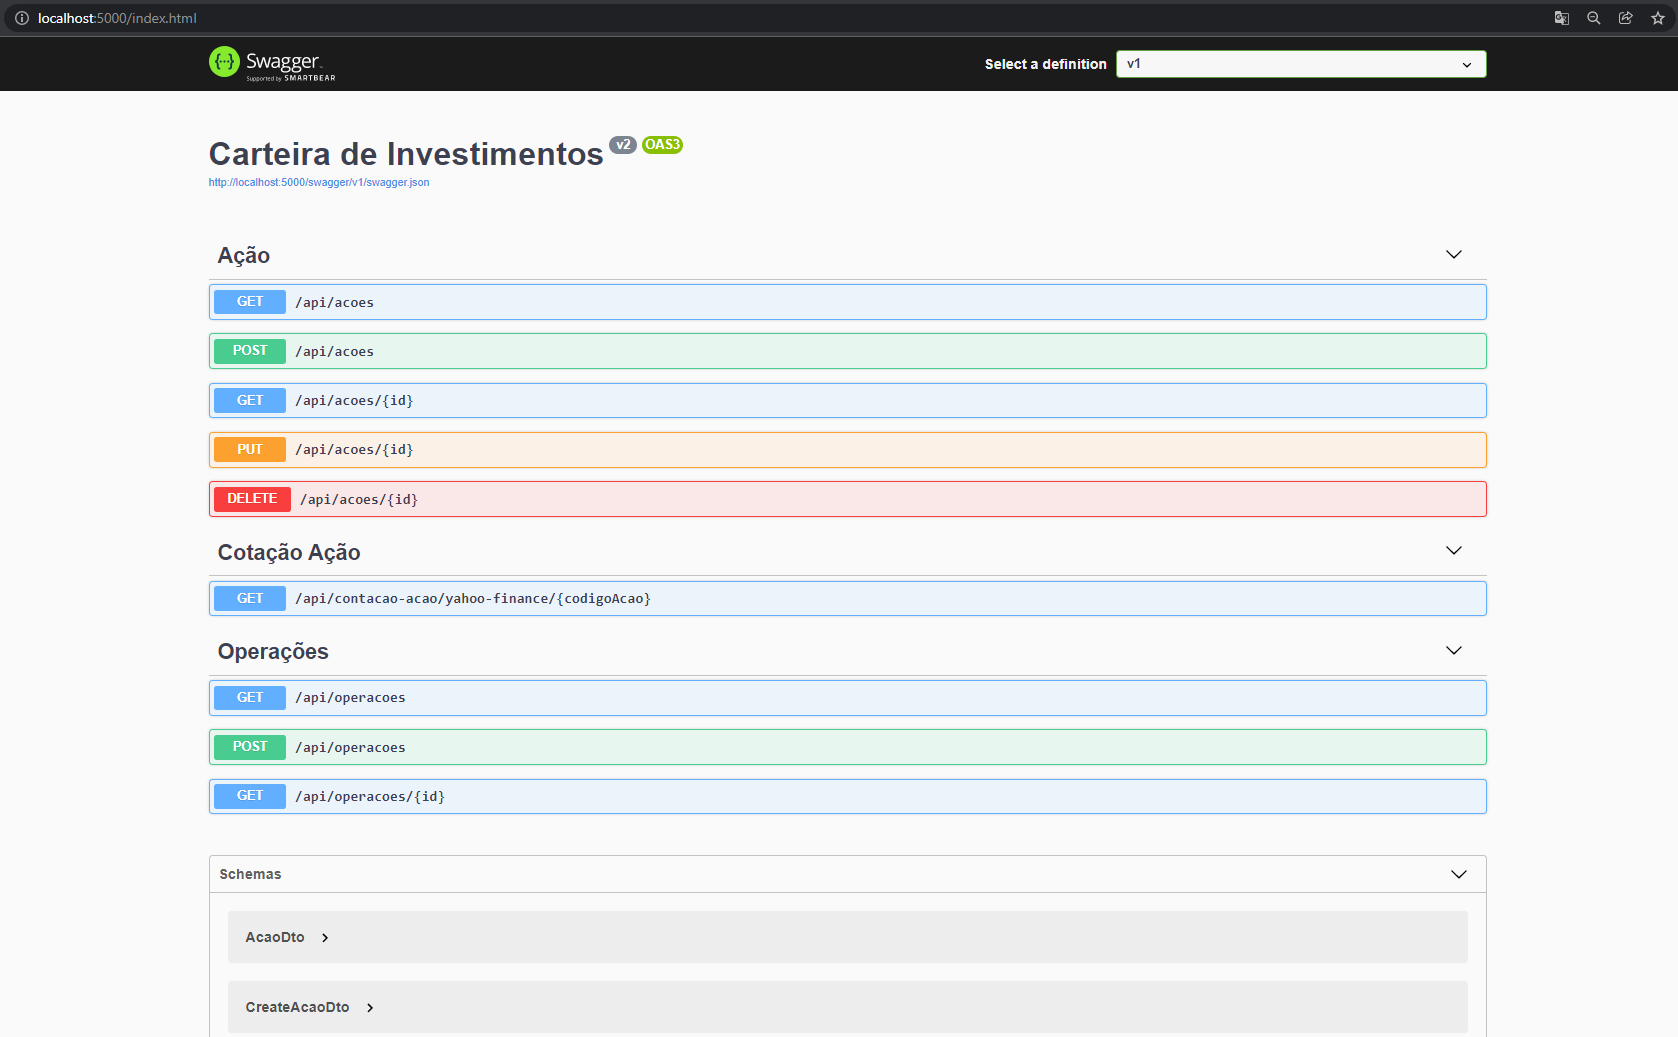 localhost:5000/index.html
Swagger
Supported by SMARTBEAR
Select a definition
v1
Carteira de Investimentos v2 OAS3
http://localhost:5000/swagger/v1/swagger.json
Ação
GET /api/acoes
POST /api/acoes
GET /api/acoes/{id}
PUT /api/acoes/{id}
DELETE /api/acoes/{id}
Cotação Ação
GET /api/contacao-acao/yahoo-finance/{codigoAcao}
Operações
GET /api/operacoes
POST /api/operacoes
GET /api/operacoes/{id}
Schemas
AcaoDto
CreateAcaoDto